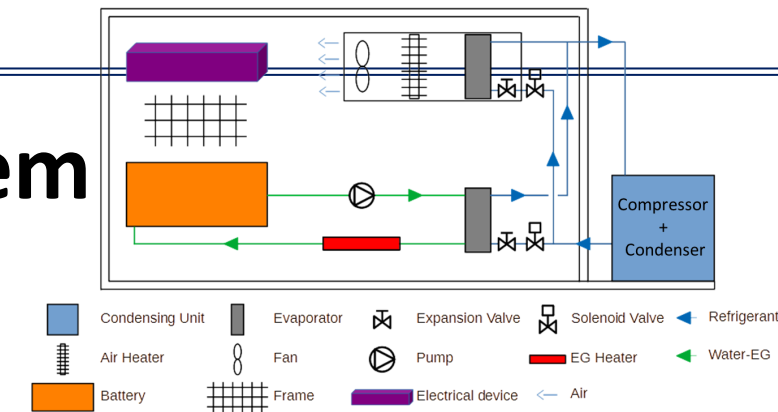 em
Compressor
+
Condenser
Condensing Unit
Evaporator
Expansion Valve
Solenoid Valve
Refrigerant
Air Heater
Fan
Pump
EG Heater
Water-EG
Battery
Frame
Electrical device
Air